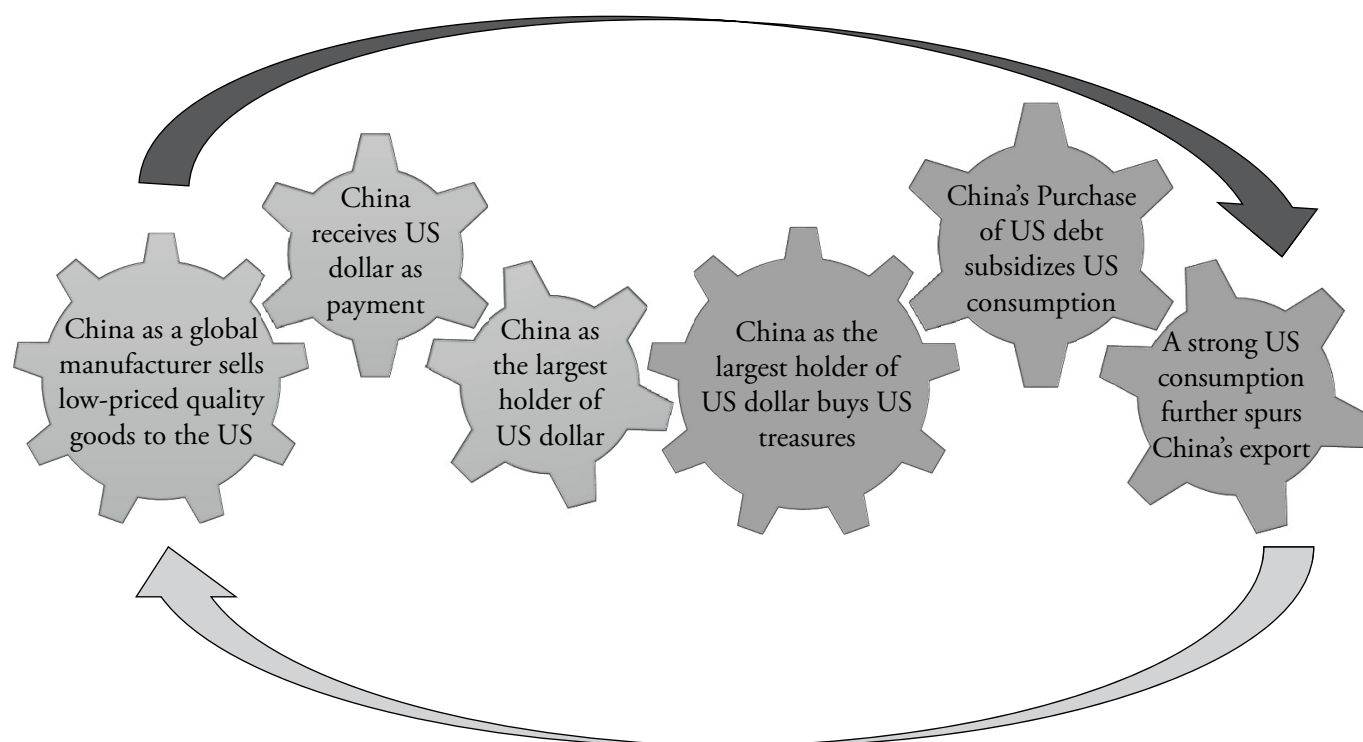 China as a global
manufacturer sells
low-priced quality
goods to the US
China
receives US
dollar as
payment
China as
the largest
holder of
US dollar
China as the
largest holder of
US dollar buys US
treasures
China’s Purchase
of US debt
subsidizes US
consumption
A strong US
consumption
further spurs
China’s export